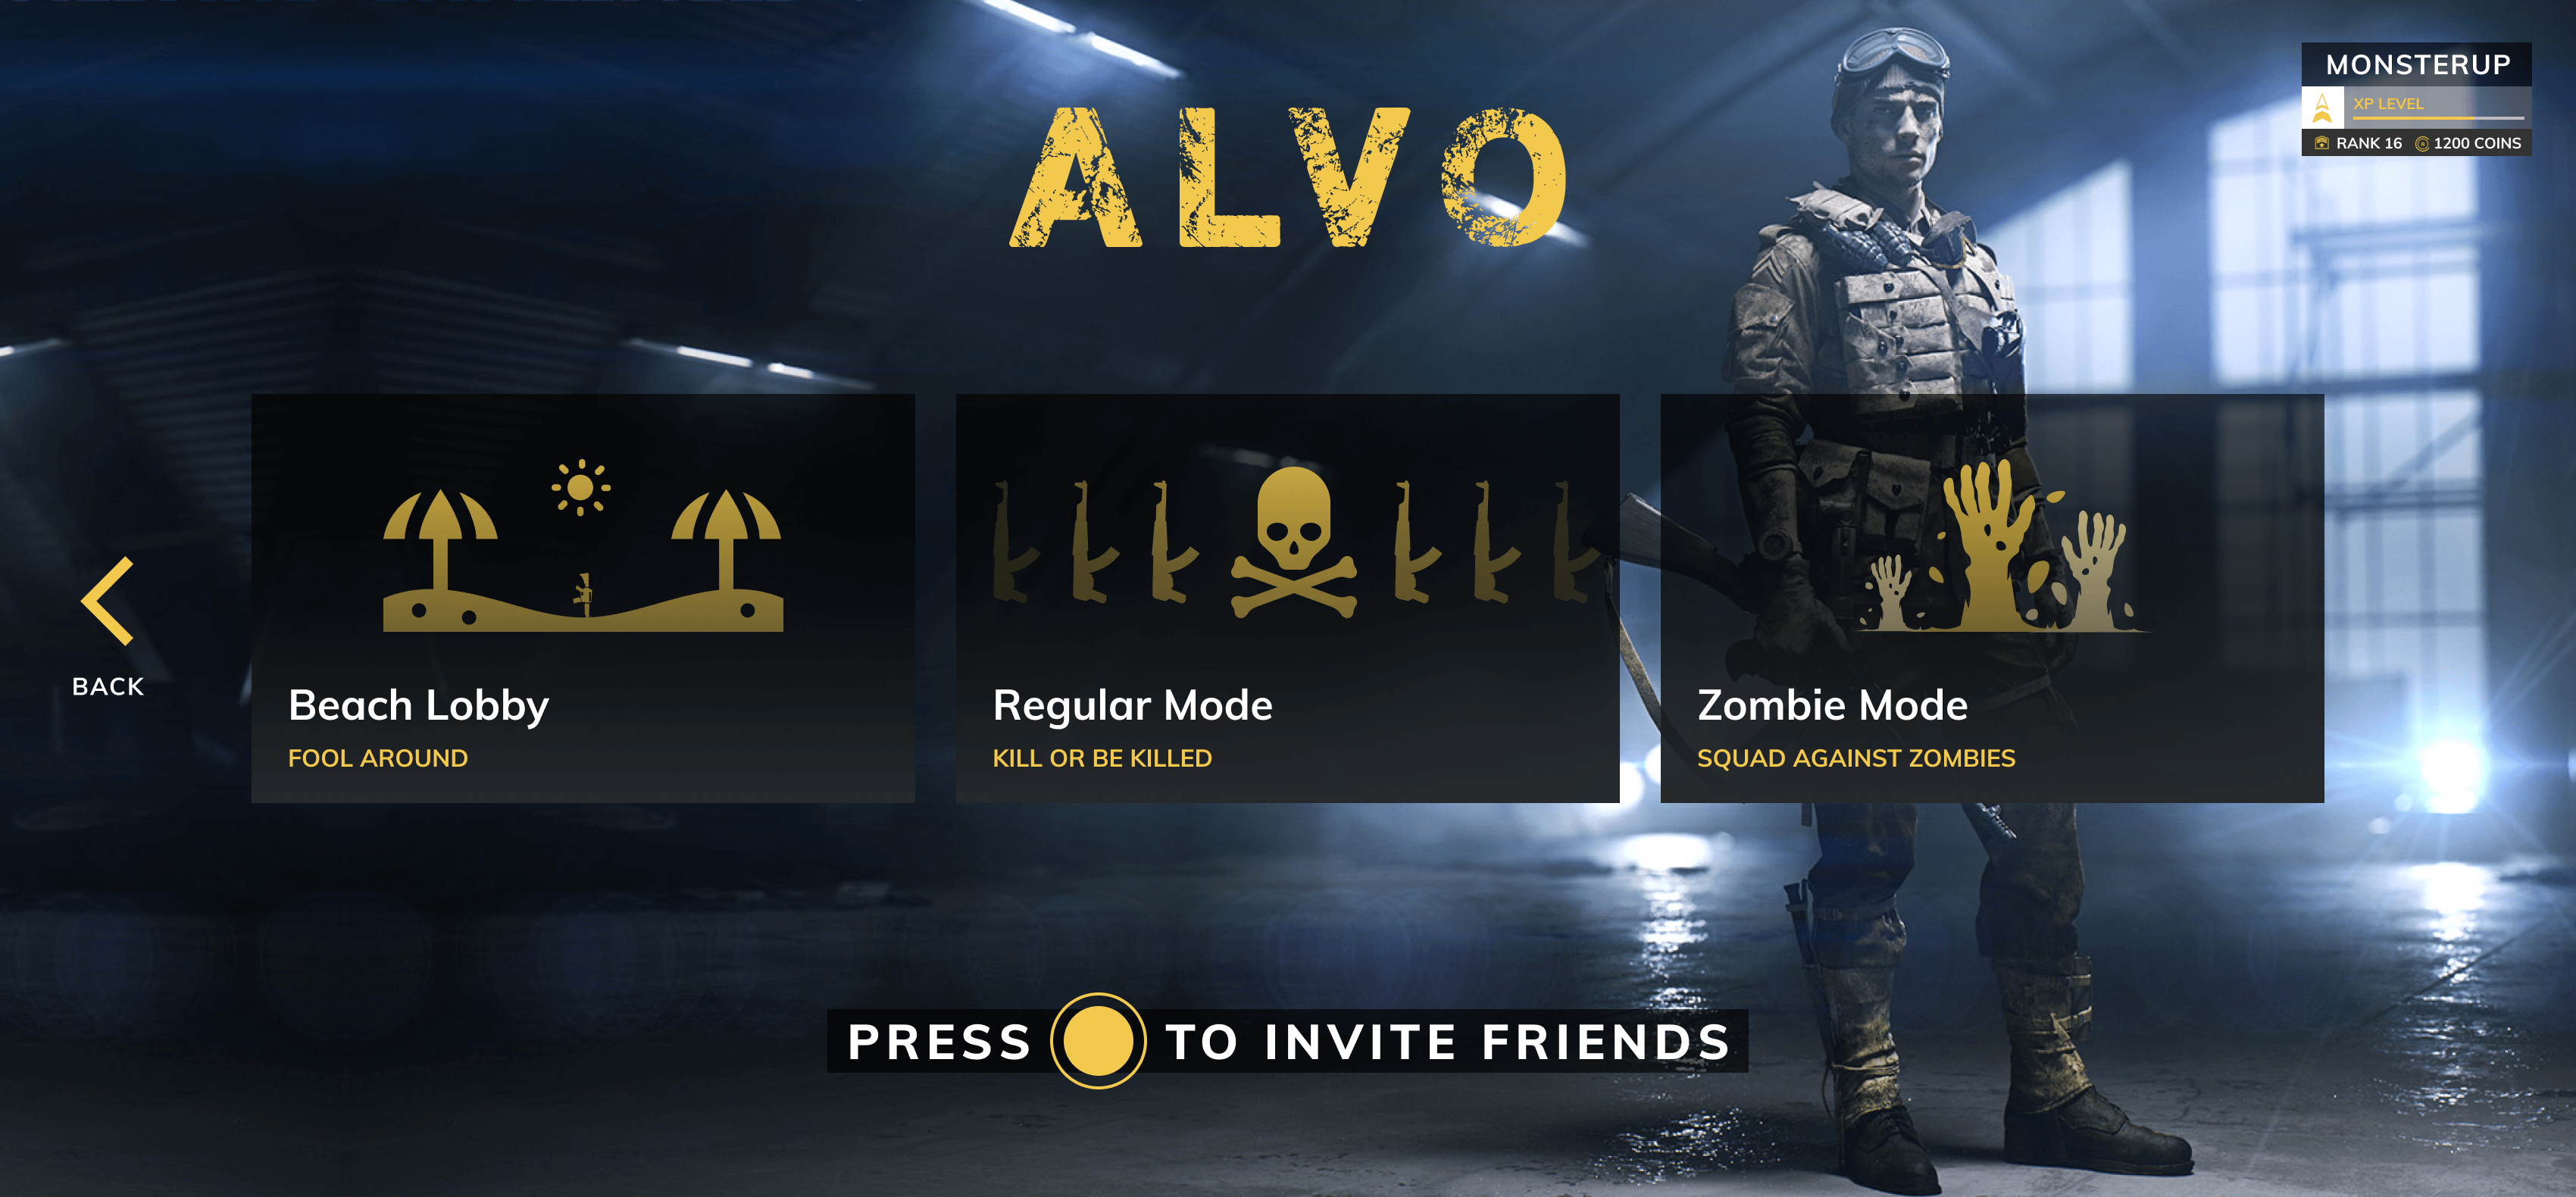 ALVO
MONSTERUP
XP LEVEL
RANK 16 1200 COINS
BACK
Beach Lobby
FOOL AROUND
Regular Mode
KILL OR BE KILLED
Zombie Mode
SQUAD AGAINST ZOMBIES
PRESS TO INVITE FRIENDS